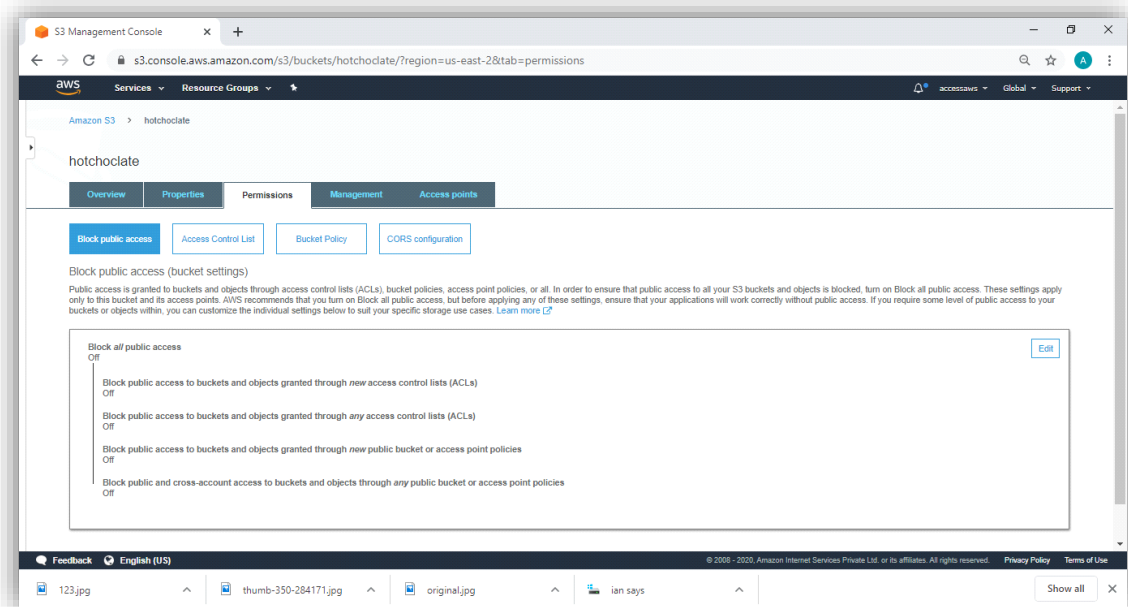 S3 Management Console
s3.console.aws.amazon.com/s3/buckets/hotchoclate/?region=us-east-2&tab=permissions
A
aws Services Resource Groups accessaws Global Support
Amazon S3 > hotchoclate
hotchoclate
Overview Properties Permissions Management Access points
Block public access Access Control List Bucket Policy CORS configuration
Block public access (bucket settings)
Public access is granted to buckets and objects through access control lists (ACLs), bucket policies, access point policies, or all. In order to ensure that public access to all your S3 buckets and objects is blocked, turn on Block all public access. These settings apply
only to this bucket and its access points. AWS recommends that you turn on Block all public access, but before applying any of these settings, ensure that your applications will work correctly without public access. If you require some level of public access to your
buckets or objects within, you can customize the individual settings below to suit your specific storage use cases. Learn more
Block all public access
Edit
Off
Block public access to buckets and objects granted through new access control lists (ACLs)
Off
Block public access to buckets and objects granted through any access control lists (ACLs)
Off
Block public access to buckets and objects granted through new public bucket or access point policies
Off
Block public and cross-account access to buckets and objects through any public bucket or access point policies
Off
Feedback English (US) © 2008 - 2020, Amazon Internet Services Private Ltd. or its affiliates. All rights reserved. Privacy Policy Terms of Use
123.jpg thumb-350-284171.jpg original.jpg ian says Show all